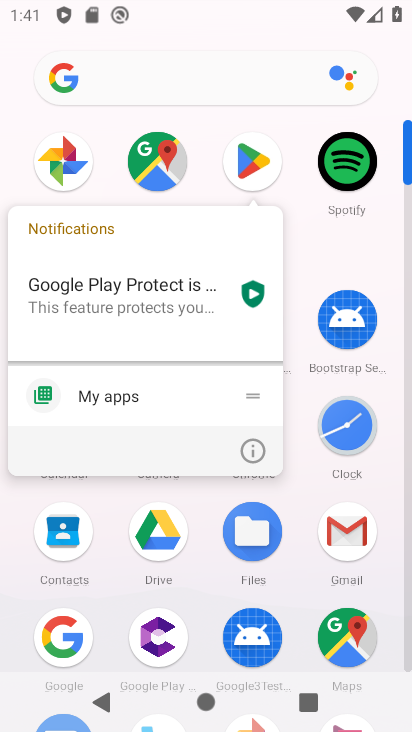 1:41
Spotify
Notifications
Google Play Protect is ...
This feature protects you...
Bootstrap Se...
My apps
Clock
Contacts
Drive
Files
Gmail
Google
Google Play ...
Google3Test...
Maps